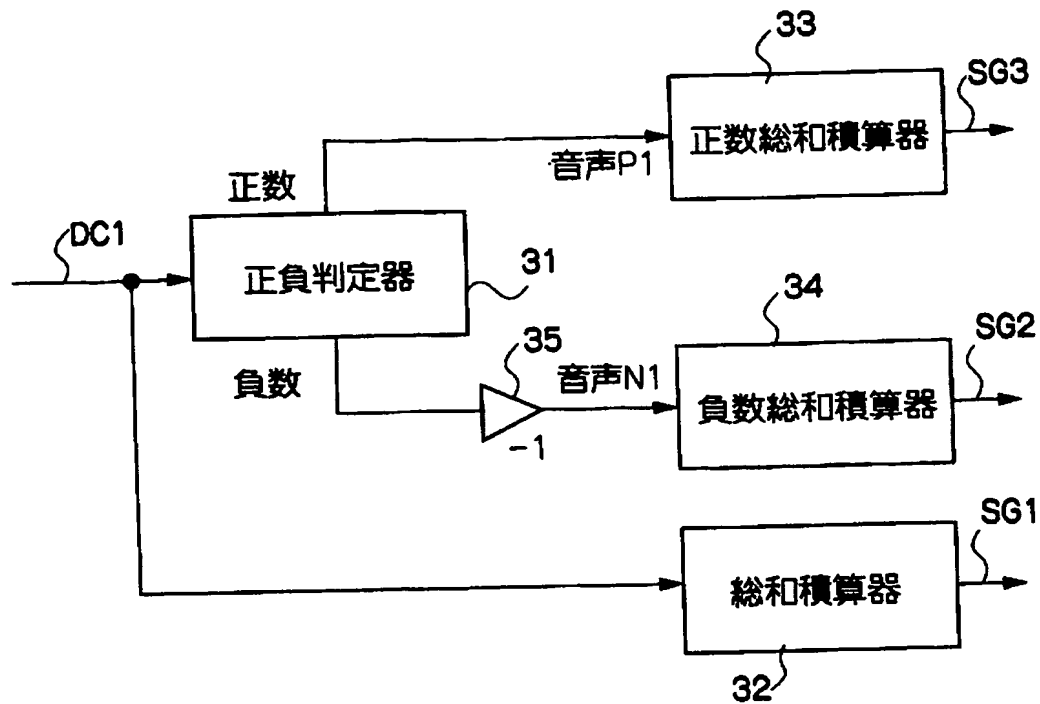 33
SG3
正数総和積算器
音声P1
正数
DC1
正負判定器
31
34
SG2
35
音声N1
負数
負数総和積算器
-1
SG1
総和積算器
32